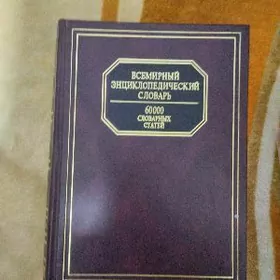 ВСЕМИРНЫЙ
ЭНЦИКЛОПЕДИЧЕСКИЙ
СЛОВАРЬ
60 000
СЛОВАРНЫХ
СТАТЕЙ